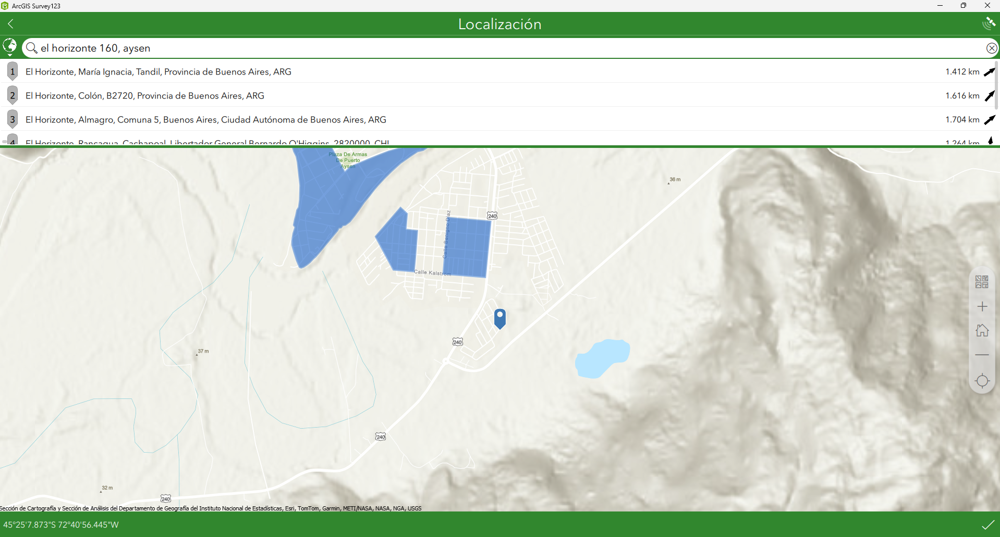 ArcGIS Survey123
Localización
el horizonte 160, aysen
1 El Horizonte, María Ignacia, Tandil, Provincia de Buenos Aires, ARG 1.412 km
2 El Horizonte, Colón, B2720, Provincia de Buenos Aires, ARG 1.616 km
3 El Horizonte, Almagro, Comuna 5, Buenos Aires, Ciudad Autónoma de Buenos Aires, ARG 1.704 km
4 El Horizonte, Rancagua, Cachapoal, Libertador General Bernardo O'Higgins, 2820000, CHL 1.264 km
Plaza De Armas
De Puerto
Aysen
36 m
240
Calle Benigno Díaz
Calle Kalstrom
240
37 m
240
32 m
240
Sección de Cartografía y Sección de Análisis del Departamento de Geografía del Instituto Nacional de Estadísticas, Esri, TomTom, Garmin, METI/NASA, NASA, NGA, USGS
45°25'7.873"S 72°40'56.445"W